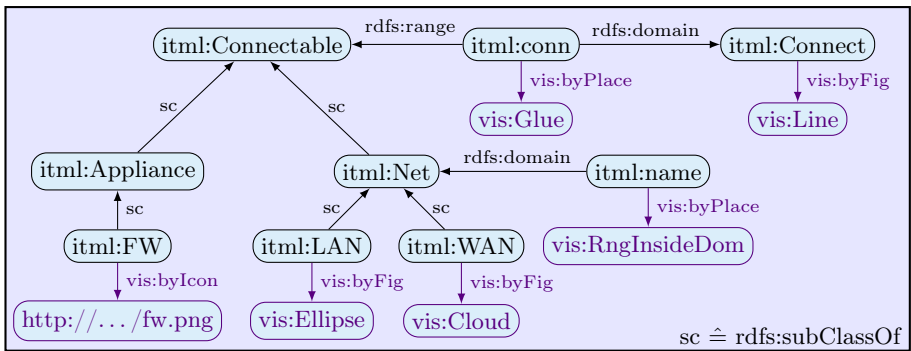 itml:Connectable
rdfs:range
itml:conn
rdfs:domain
itml:Connect
vis:byPlace
vis:byFig
sc
sc
vis:Glue
vis:Line
itml:Appliance
itml:Net
rdfs:domain
itml:name
sc
sc
sc
vis:byPlace
itml:FW
itml:LAN
itml:WAN
vis:RngInsideDom
vis:byIcon
vis:byFig
vis:byFig
http://.../fw.png
vis:Ellipse
vis:Cloud
sc ≙ rdfs:subClassOf